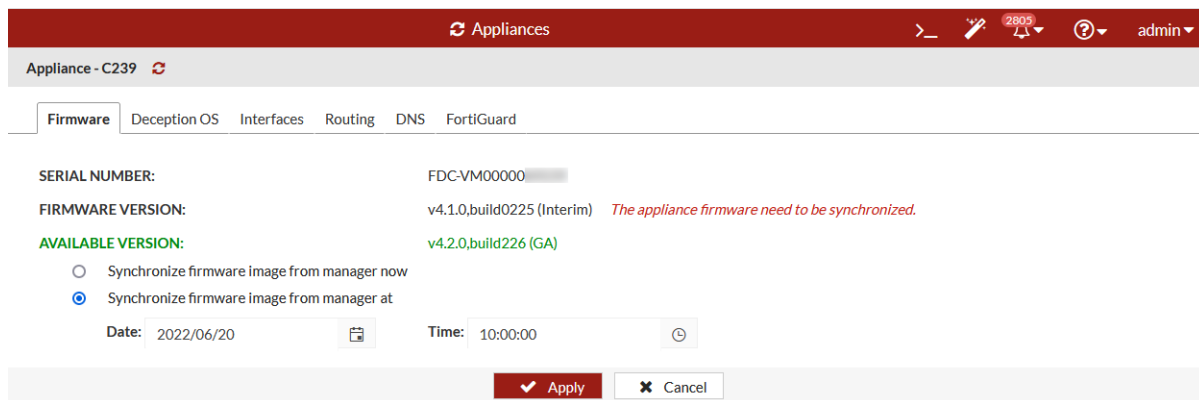 Appliances 2805 admin
Appliance - C239
Firmware Deception OS Interfaces Routing DNS FortiGuard
SERIAL NUMBER: FDC-VM00000
FIRMWARE VERSION: v4.1.0,build0225 (Interim) The appliance firmware need to be synchronized.
AVAILABLE VERSION: v4.2.0,build226 (GA)
Synchronize firmware image from manager now
Synchronize firmware image from manager at
Date: 2022/06/20 Time: 10:00:00
Apply Cancel